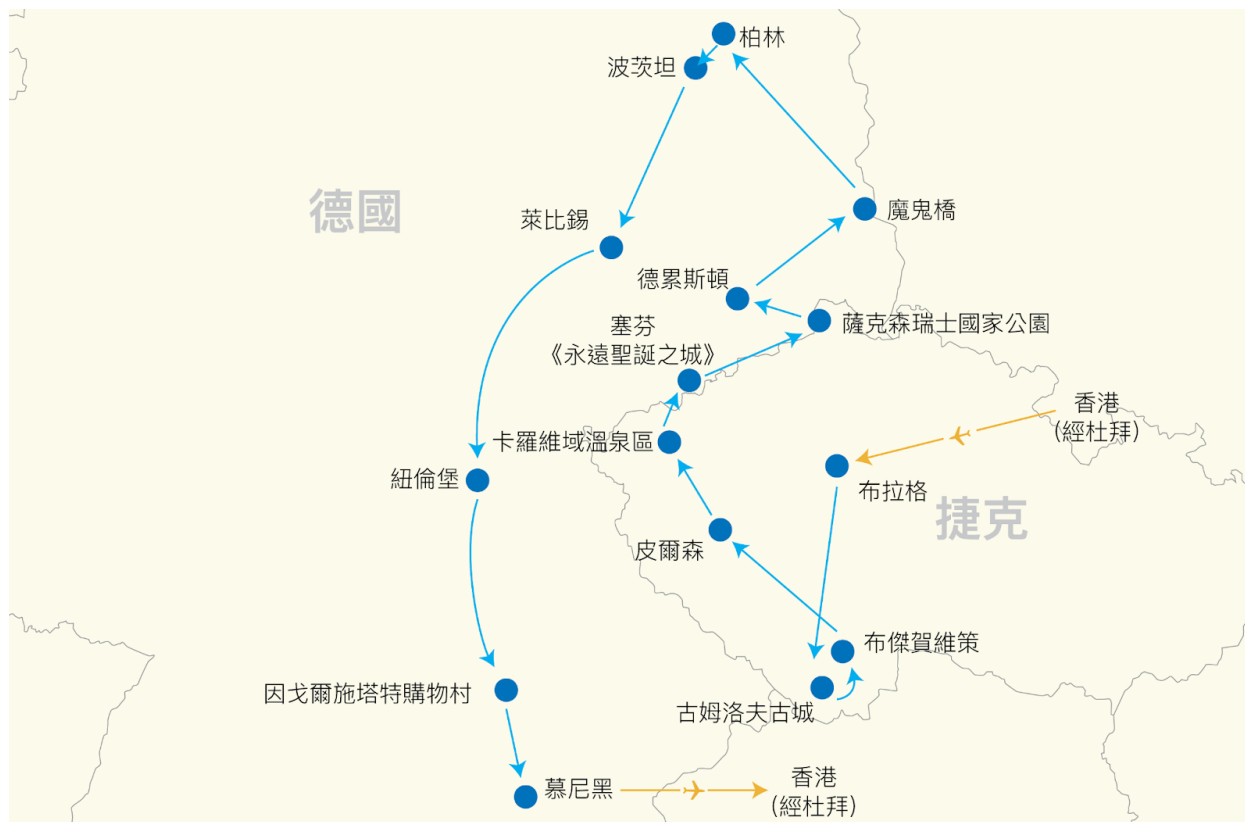 柏林
波茨坦
德國
萊比錫
魔鬼橋
德累斯頓
塞芬
《永遠聖誕之城》
薩克森瑞士國家公園
香港
(經杜拜)
卡羅維域溫泉區
紐倫堡
布拉格
捷克
皮爾森
布傑賀維策
因戈爾施塔特購物村
古姆洛夫古城
慕尼黑
香港
(經杜拜)